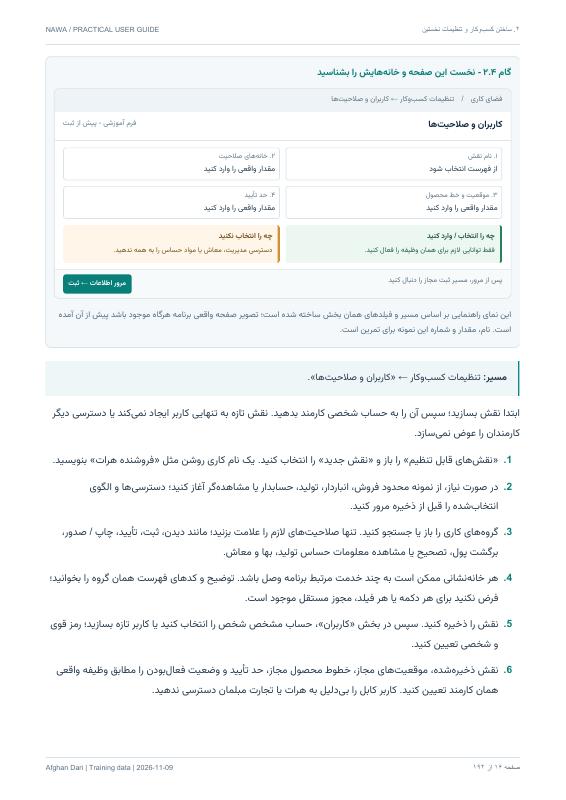 NAWA / PRACTICAL USER GUIDE
۲. ساختن کسب‌وکار و تنظیمات نخستین
گام ۲.۴ - نخست این صفحه و خانه‌هایش را بشناسید
فضای کاری / تنظیمات کسب‌وکار ← کاربران و صلاحیت‌ها
کاربران و صلاحیت‌ها
فرم آموزشی - پیش از ثبت
۱. نام نقش
از فهرست انتخاب شود
۲. خانه‌های صلاحیت
مقدار واقعی را وارد کنید
۳. موقعیت و خط محصول
مقدار واقعی را وارد کنید
۴. حد تأیید
مقدار واقعی را وارد کنید
چه را انتخاب / وارد کنید
فقط توانایی لازم برای همان وظیفه را فعال کنید.
چه را انتخاب نکنید
دسترسی مدیریت، معاش یا مواد حساس را به همه ندهید.
پس از مرور، مسیر ثبت مجاز را دنبال کنید
مرور اطلاعات ← ثبت
این نمای راهنمایی بر اساس مسیر و فیلدهای همان بخش ساخته شده است؛ تصویر صفحه واقعی برنامه هرگاه موجود باشد پیش از آن آمده
است. نام، مقدار و شماره این نمونه برای تمرین است.
مسیر: تنظیمات کسب‌وکار ← «کاربران و صلاحیت‌ها».
ابتدا نقش بسازید؛ سپس آن را به حساب شخصی کارمند بدهید. نقش تازه به تنهایی کاربر ایجاد نمی‌کند یا دسترسی دیگر
کارمندان را عوض نمی‌سازد.
1. «نقش‌های قابل تنظیم» را باز و «نقش جدید» را انتخاب کنید. یک نام کاری روشن مثل «فروشنده هرات» بنویسید.
2. در صورت نیاز، از نمونه محدود فروش، انباردار، تولید، حسابدار یا مشاهده‌گر آغاز کنید؛ دسترسی‌ها و الگوی
انتخاب‌شده را قبل از ذخیره مرور کنید.
3. گروه‌های کاری را باز یا جستجو کنید. تنها صلاحیت‌های لازم را علامت بزنید؛ مانند دیدن، ثبت، تأیید، چاپ / صدور،
برگشت پول، تصحیح یا مشاهده معلومات حساس تولید، بها و معاش.
4. هر خانه‌نشانی ممکن است به چند خدمت مرتبط برنامه وصل باشد. توضیح و کدهای فهرست همان گروه را بخوانید؛
فرض نکنید برای هر دکمه یا هر فیلد، مجوز مستقل موجود است.
5. نقش را ذخیره کنید. سپس در بخش «کاربران»، حساب مشخص شخص را انتخاب کنید یا کاربر تازه بسازید؛ رمز قوی
و شخصی تعیین کنید.
6. نقش ذخیره‌شده، موقعیت‌های مجاز، خطوط محصول مجاز، حد تأیید و وضعیت فعال‌بودن را مطابق وظیفه واقعی
همان کارمند تعیین کنید. کاربر کابل را بی‌دلیل به هرات یا تجارت مبلمان دسترسی ندهید.
Afghan Dari | Training data | 2026-11-09
صفحه ۱۴ از ۱۹۲